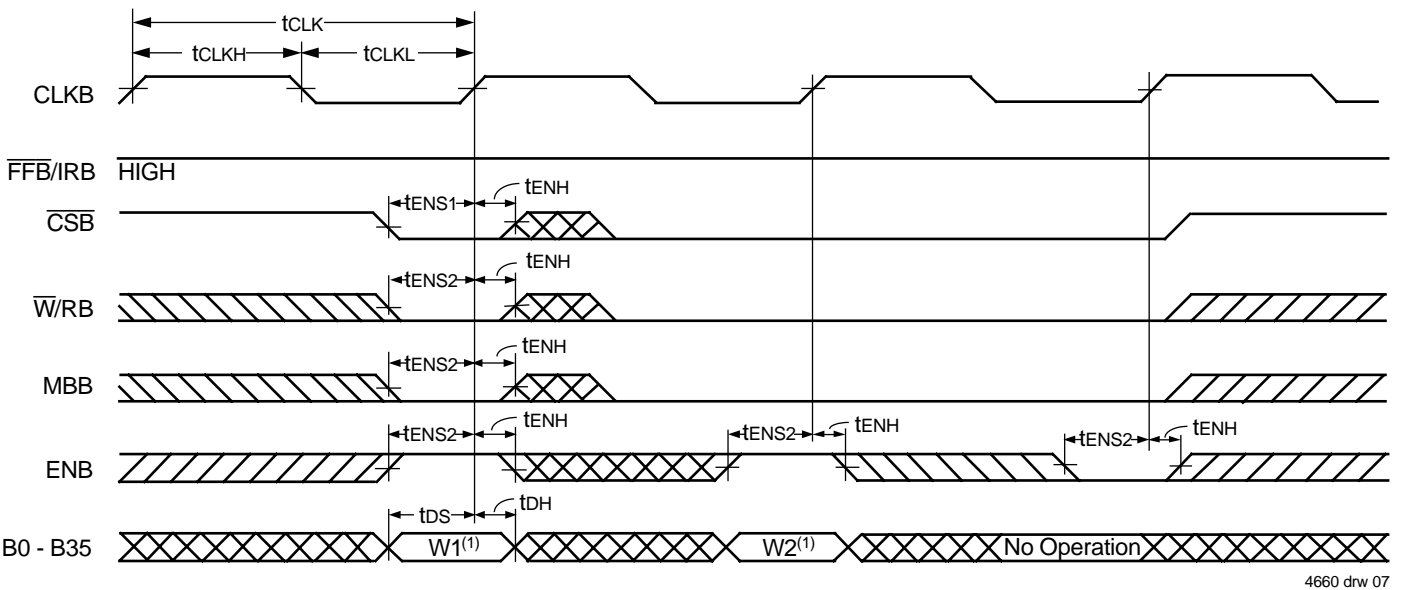 tCLK
tCLKH tCLKL
CLKB
FFB/IRB HIGH
tENS1 tENH
CSB
tENS2 tENH
W/RB
tENS2 tENH
MBB
tENS2 tENH tENS2 tENH tENS2 tENH
ENB
tDS tDH
B0 - B35 W1(1) W2(1) No Operation
4660 drw 07